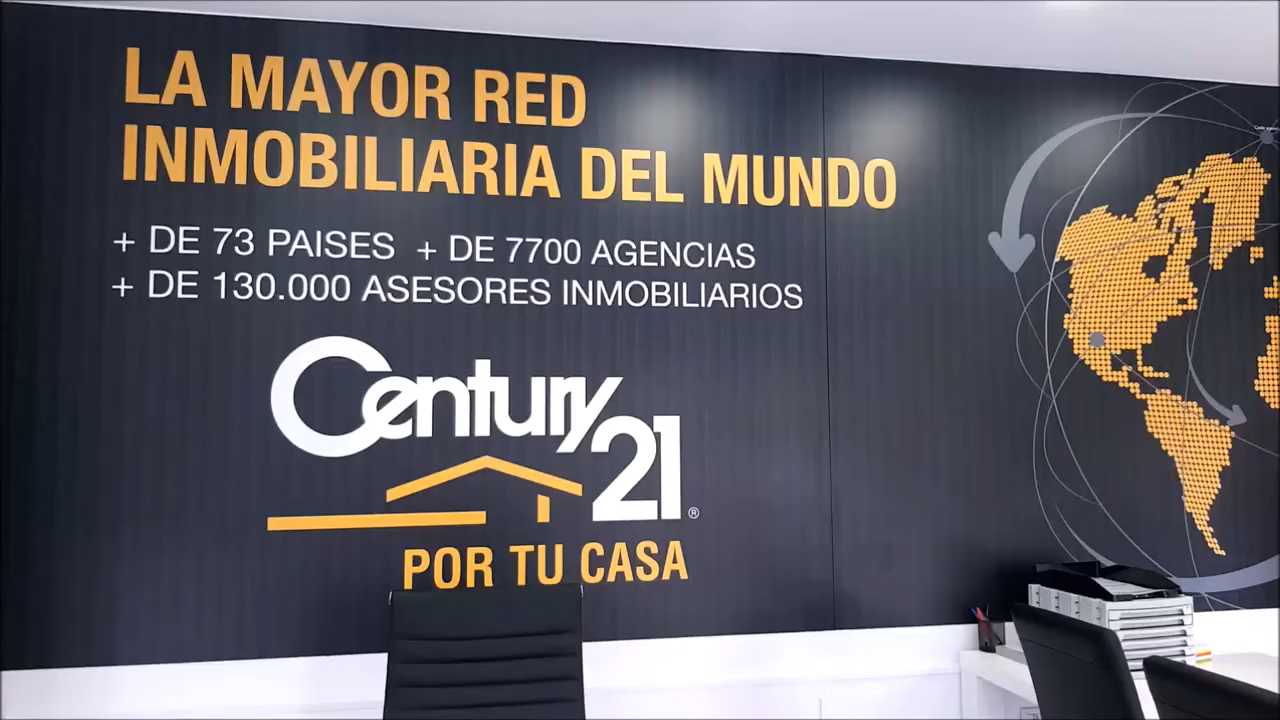 LA MAYOR RED
INMOBILIARIA DEL MUNDO
+ DE 73 PAISES + DE 7700 AGENCIAS
+ DE 130.000 ASESORES INMOBILIARIOS
Century
21®
POR TU CASA